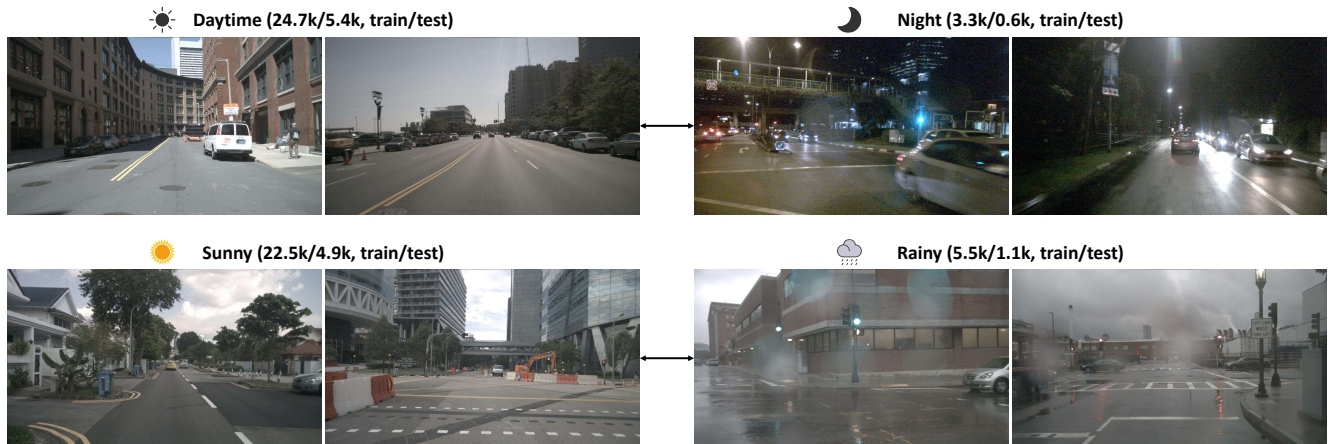 Daytime (24.7k/5.4k, train/test)
Night (3.3k/0.6k, train/test)
Sunny (22.5k/4.9k, train/test)
Rainy (5.5k/1.1k, train/test)